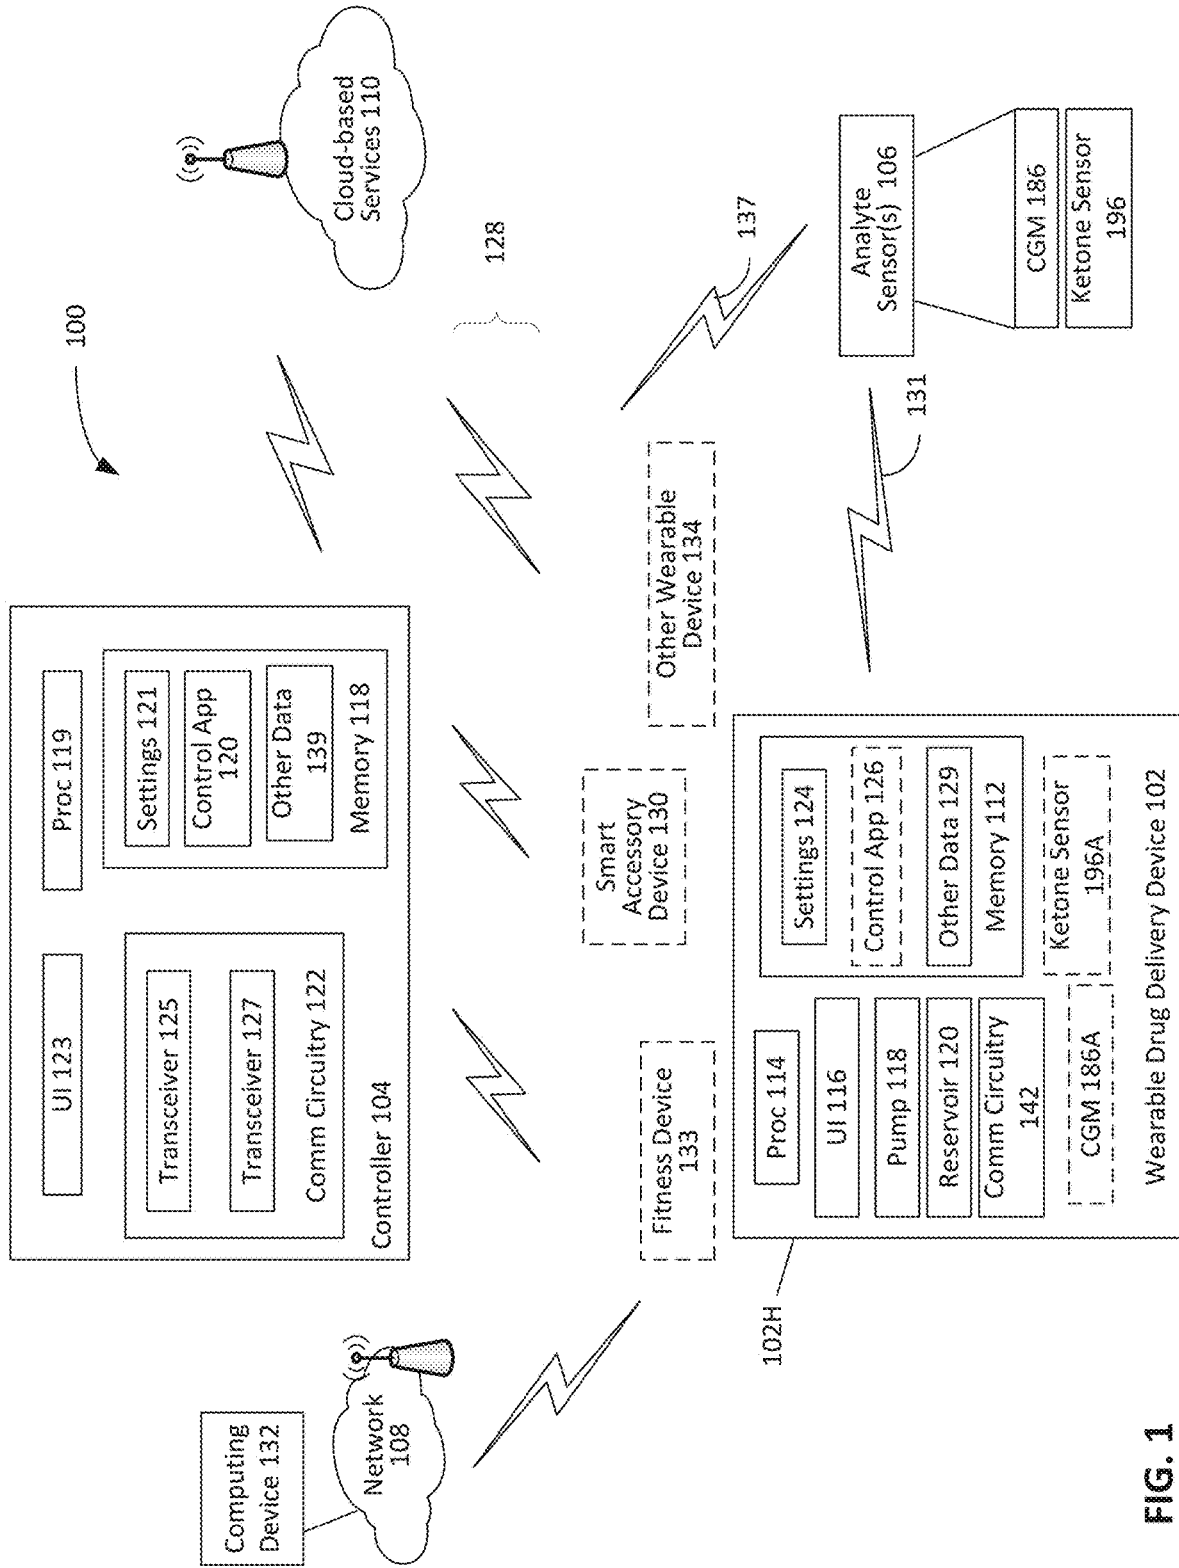 100
Computing
Device 132
Network
108
UI 123
Proc 119
Transceiver 125
Transceiver 127
Comm Circuitry 122
Settings 121
Control App
120
Other Data
139
Memory 118
Controller 104
Cloud-based
Services 110
128
Fitness Device
133
Smart
Accessory
Device 130
Other Wearable
Device 134
137
131
Analyte
Sensor(s) 106
CGM 186
Ketone Sensor
196
102H
Proc 114
UI 116
Pump 118
Reservoir 120
Comm Circuitry
142
CGM 186A
Settings 124
Control App 126
Other Data 129
Memory 112
Ketone Sensor
196A
Wearable Drug Delivery Device 102
FIG. 1